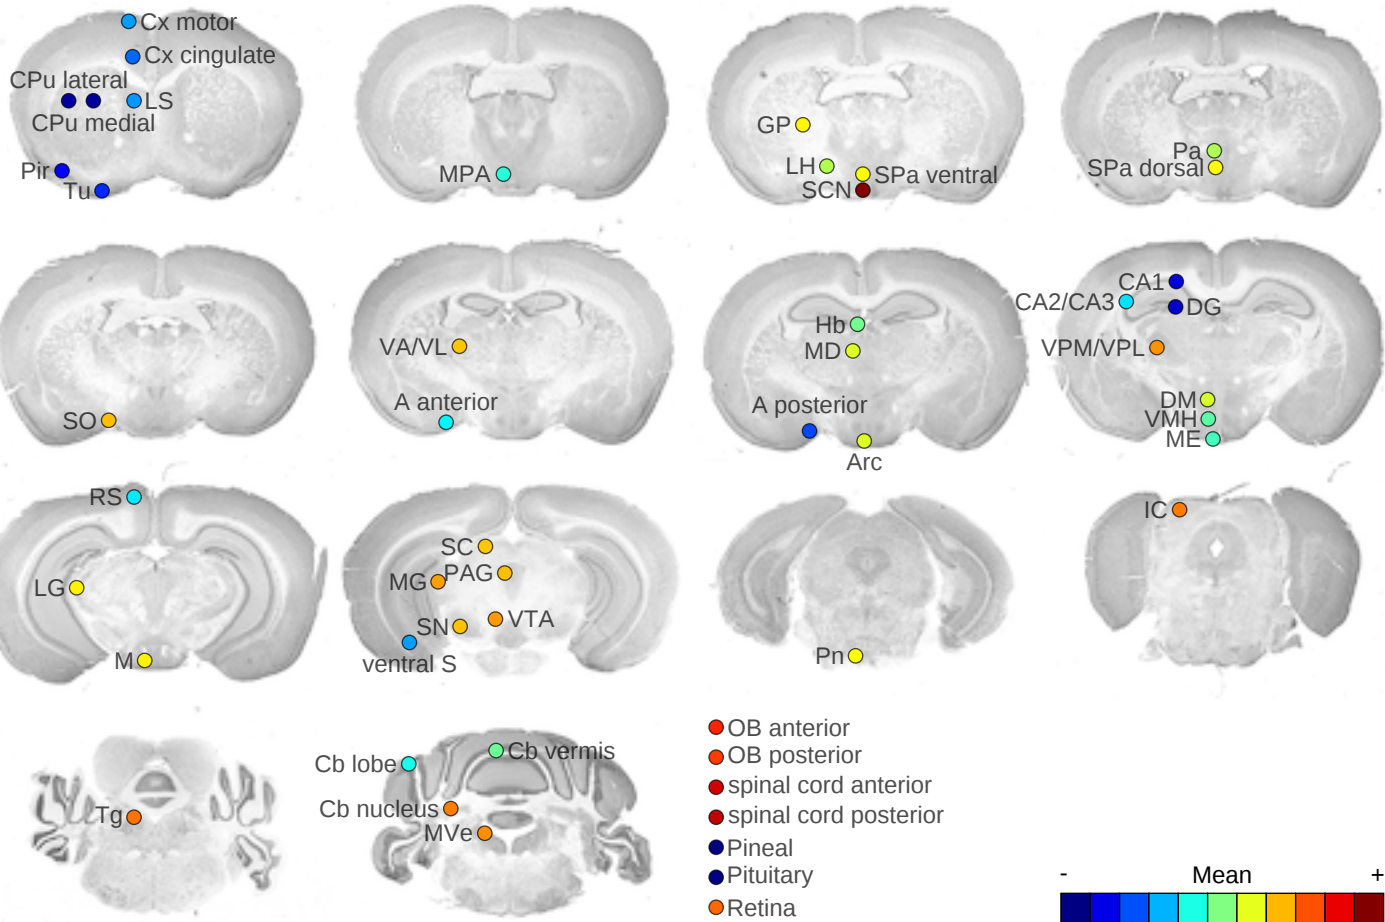 Cx motor
Cx cingulate
CPu lateral
LS
CPu medial
Pir
Tu
MPA
GP
LH
SPa ventral
SCN
Pa
SPa dorsal
SO
VA/VL
A anterior
Hb
MD
A posterior
Arc
CA1
CA2/CA3
DG
VPM/VPL
DM
VMH
ME
RS
LG
M
SC
PAG
MG
VTA
SN
ventral S
Pn
IC
Tg
Cb vermis
Cb lobe
Cb nucleus
MVe
OB anterior
OB posterior
spinal cord anterior
spinal cord posterior
Pineal
Pituitary
Retina
- Mean +